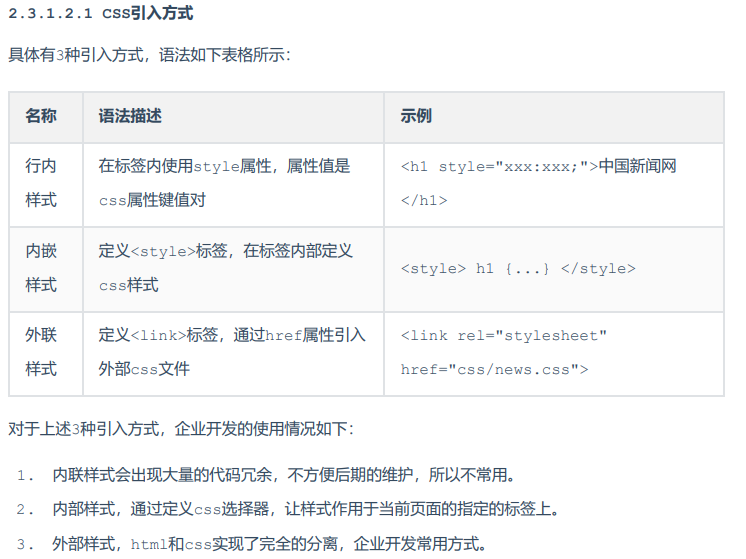 2.3.1.2.1 CSS引入方式
具体有3种引入方式，语法如下表格所示：
名称 语法描述 示例
行内样式 在标签内使用style属性，属性值是css属性键值对 <h1 style="xxx:xxx;">中国新闻网</h1>
内嵌样式 定义<style>标签，在标签内部定义css样式 <style> h1 {...} </style>
外联样式 定义<link>标签，通过href属性引入外部css文件 <link rel="stylesheet" href="css/news.css">
对于上述3种引入方式，企业开发的使用情况如下：
1. 内联样式会出现大量的代码冗余，不方便后期的维护，所以不常用。
2. 内部样式，通过定义css选择器，让样式作用于当前页面的指定的标签上。
3. 外部样式，html和css实现了完全的分离，企业开发常用方式。